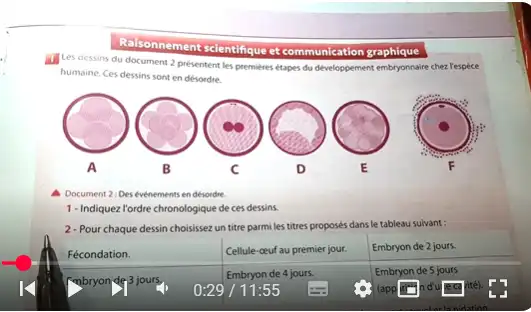 Raisonnement scientifique et communication graphique
1 Les dessins du document 2 présentent les premières étapes du développement embryonnaire chez l'espèce
humaine. Ces dessins sont en désordre.
A B C D E F
Document 2 : Des événements en désordre.
1 - Indiquez l'ordre chronologique de ces dessins.
2 - Pour chaque dessin choisissez un titre parmi les titres proposés dans le tableau suivant :
Fécondation. Cellule-œuf au premier jour. Embryon de 2 jours.
Embryon de 3 jours. Embryon de 4 jours. Embryon de 5 jours
0:29 / 11:55